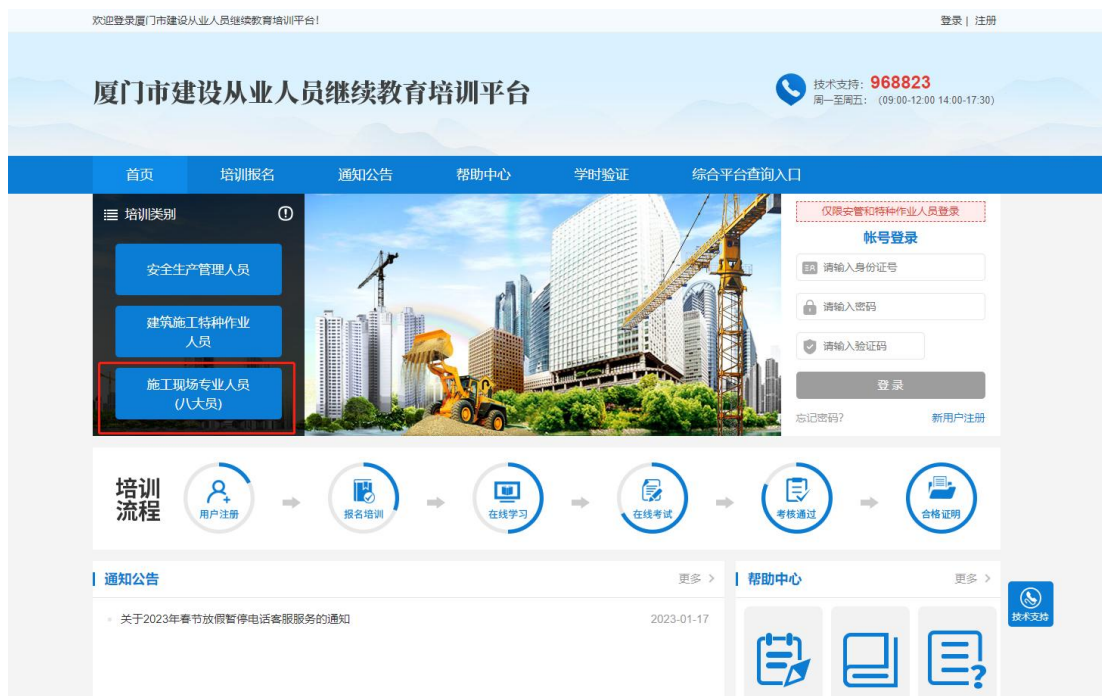 欢迎登录厦门市建设从业人员继续教育培训平台!
登录 | 注册
厦门市建设从业人员继续教育培训平台
技术支持: 968823
周一至周五: (09:00-12:00 14:00-17:30)
首页 培训报名 通知公告 帮助中心 学时验证 综合平台查询入口
培训类别
安全生产管理人员
建筑施工特种作业
人员
施工现场专业人员
(八大员)
仅限安管和特种作业人员登录
帐号登录
请输入身份证号
请输入密码
请输入验证码
登 录
忘记密码? 新用户注册
培训
流程
用户注册
报名培训
在线学习
在线考试
考核通过
合格证明
通知公告 更多 >
关于2023年春节放假暂停电话客服服务的通知 2023-01-17
帮助中心 更多 >
技术支持